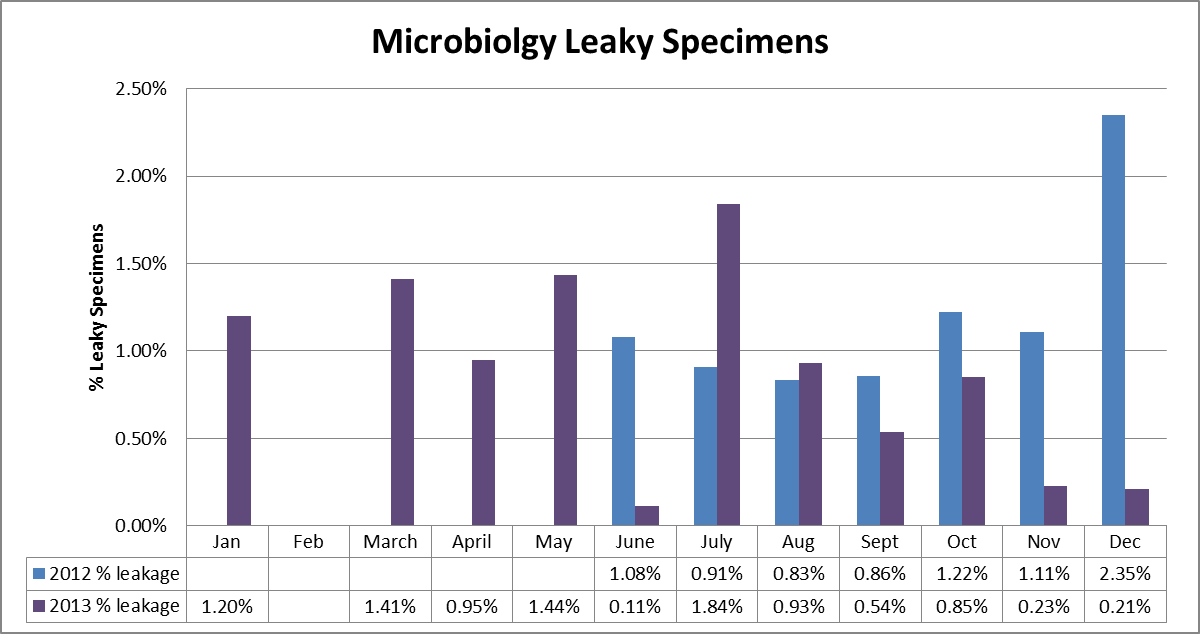 Microbiolgy Leaky Specimens
2.50%
2.00%
1.50%
1.00%
0.50%
0.00%
% Leaky Specimens
Jan Feb March April May June July Aug Sept Oct Nov Dec
2012 % leakage 1.08% 0.91% 0.83% 0.86% 1.22% 1.11% 2.35%
2013 % leakage 1.20% 1.41% 0.95% 1.44% 0.11% 1.84% 0.93% 0.54% 0.85% 0.23% 0.21%